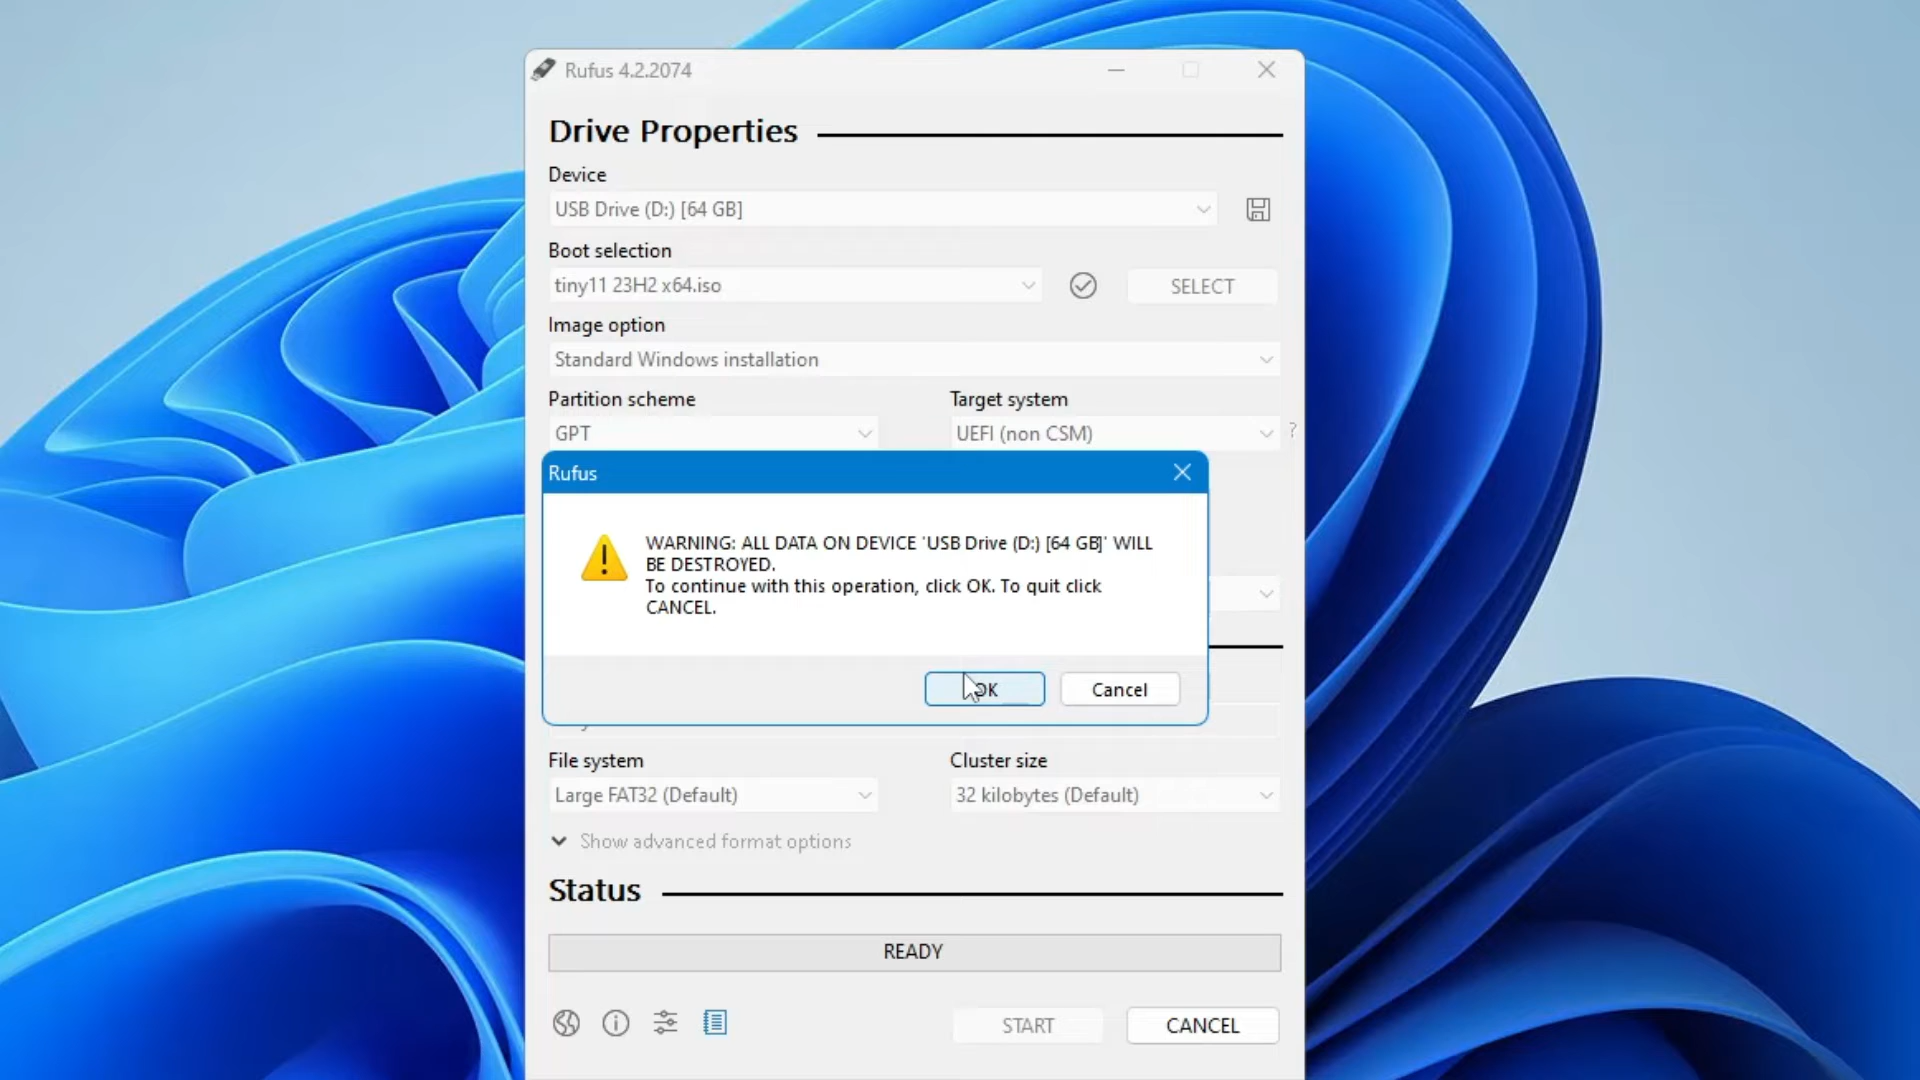 Rufus 4.2.2074
Drive Properties
Device
USB Drive (D:) [64 GB]
Boot selection
tiny11 23H2 x64.iso
SELECT
Image option
Standard Windows installation
Partition scheme
Target system
GPT
UEFI (non CSM)
?
Rufus
WARNING: ALL DATA ON DEVICE 'USB Drive (D:) [64 GB]' WILL
BE DESTROYED.
To continue with this operation, click OK. To quit click
CANCEL.
OK
Cancel
File system
Cluster size
Large FAT32 (Default)
32 kilobytes (Default)
Show advanced format options
Status
READY
START
CANCEL